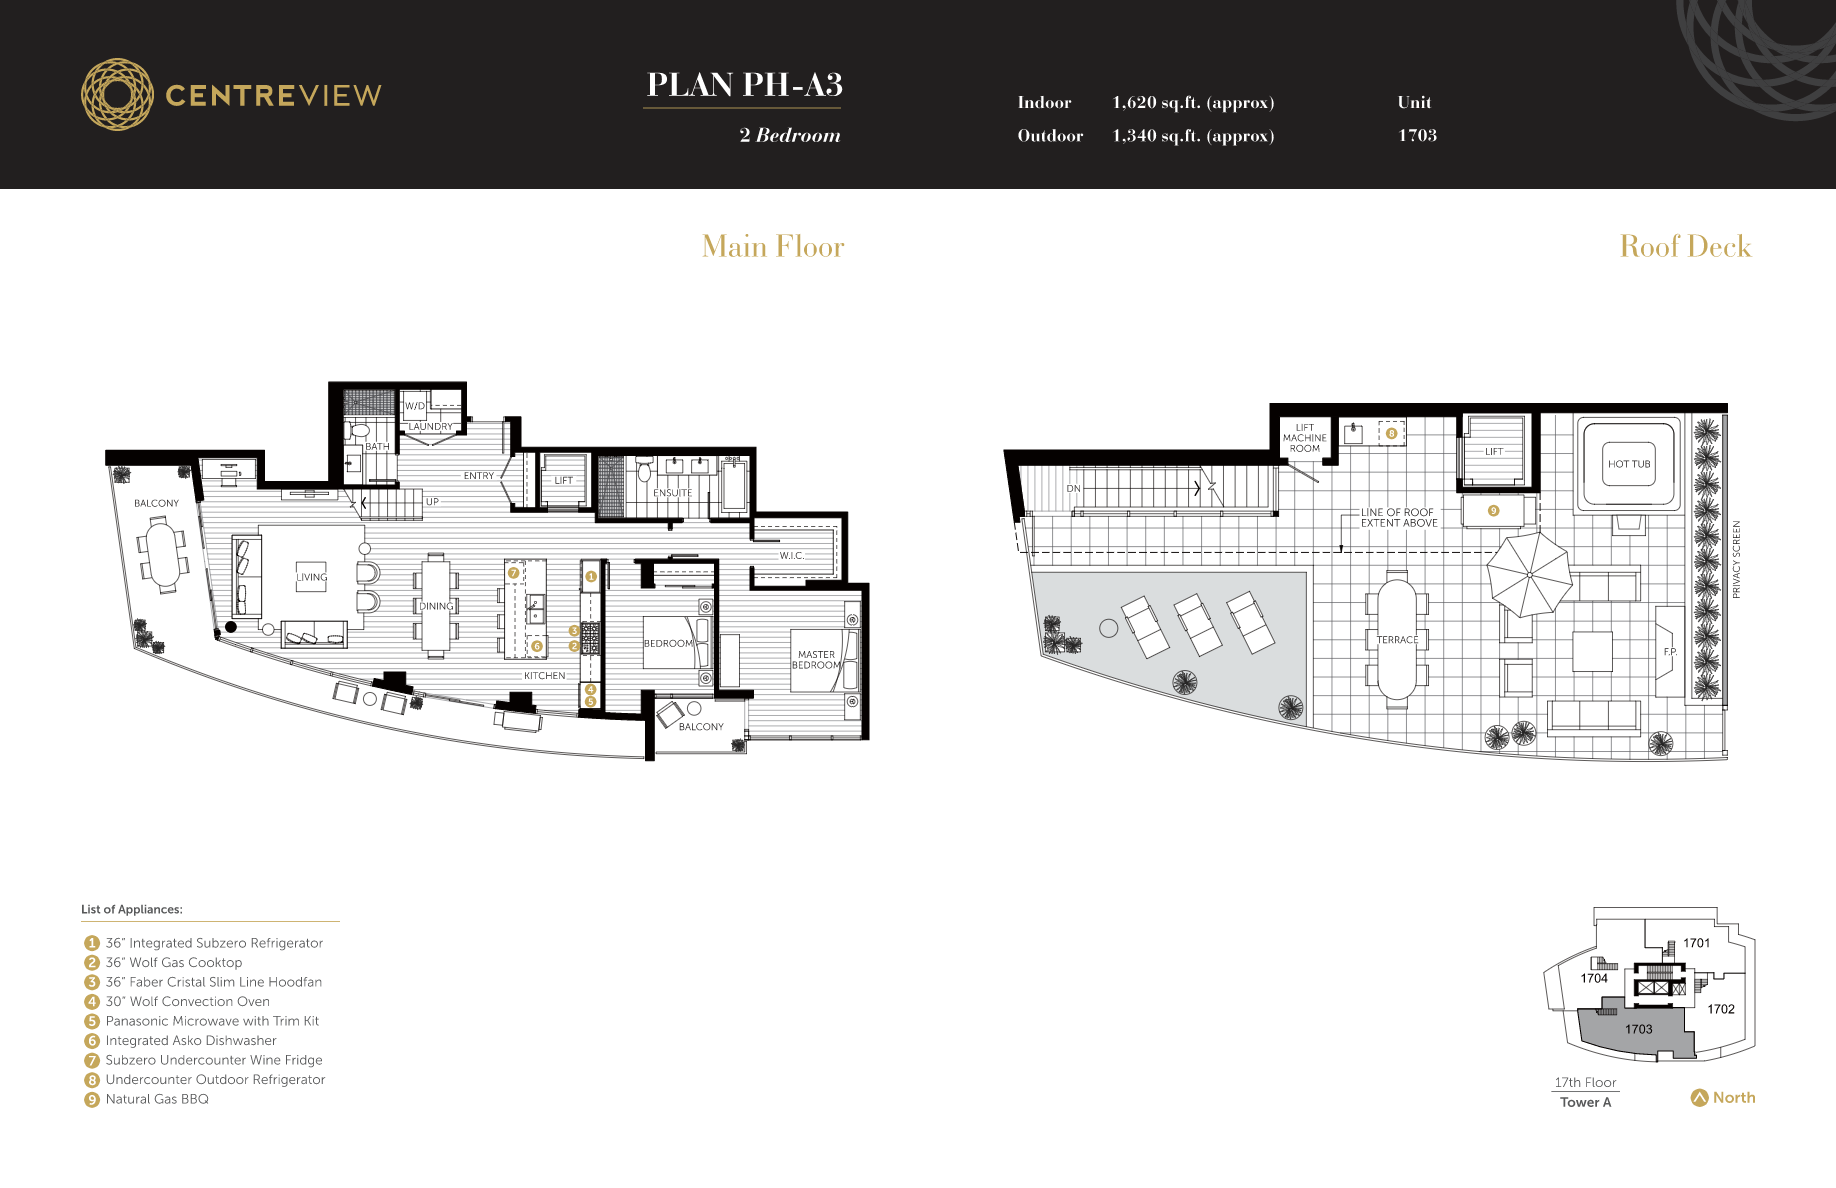 CENTREVIEW
PLAN PH-A3
2 Bedroom
Indoor 1,620 sq.ft. (approx)
Outdoor 1,340 sq.ft. (approx)
Unit
1703
Main Floor
Roof Deck
W/D
LAUNDRY
BATH
ENTRY
LIFT
ENSUITE
BALCONY
UP
W.I.C.
LIVING
DINING
7
1
3
2
6
4
5
KITCHEN
BEDROOM
MASTER
BEDROOM
BALCONY
LIFT
MACHINE
ROOM
8
LIFT
HOT TUB
DN
9
LINE OF ROOF
EXTENT ABOVE
PRIVACY SCREEN
TERRACE
F.P.
List of Appliances:
1 36" Integrated Subzero Refrigerator
2 36" Wolf Gas Cooktop
3 36" Faber Cristal Slim Line Hoodfan
4 30" Wolf Convection Oven
5 Panasonic Microwave with Trim Kit
6 Integrated Asko Dishwasher
7 Subzero Undercounter Wine Fridge
8 Undercounter Outdoor Refrigerator
9 Natural Gas BBQ
1701
1704
1702
1703
17th Floor
Tower A
North